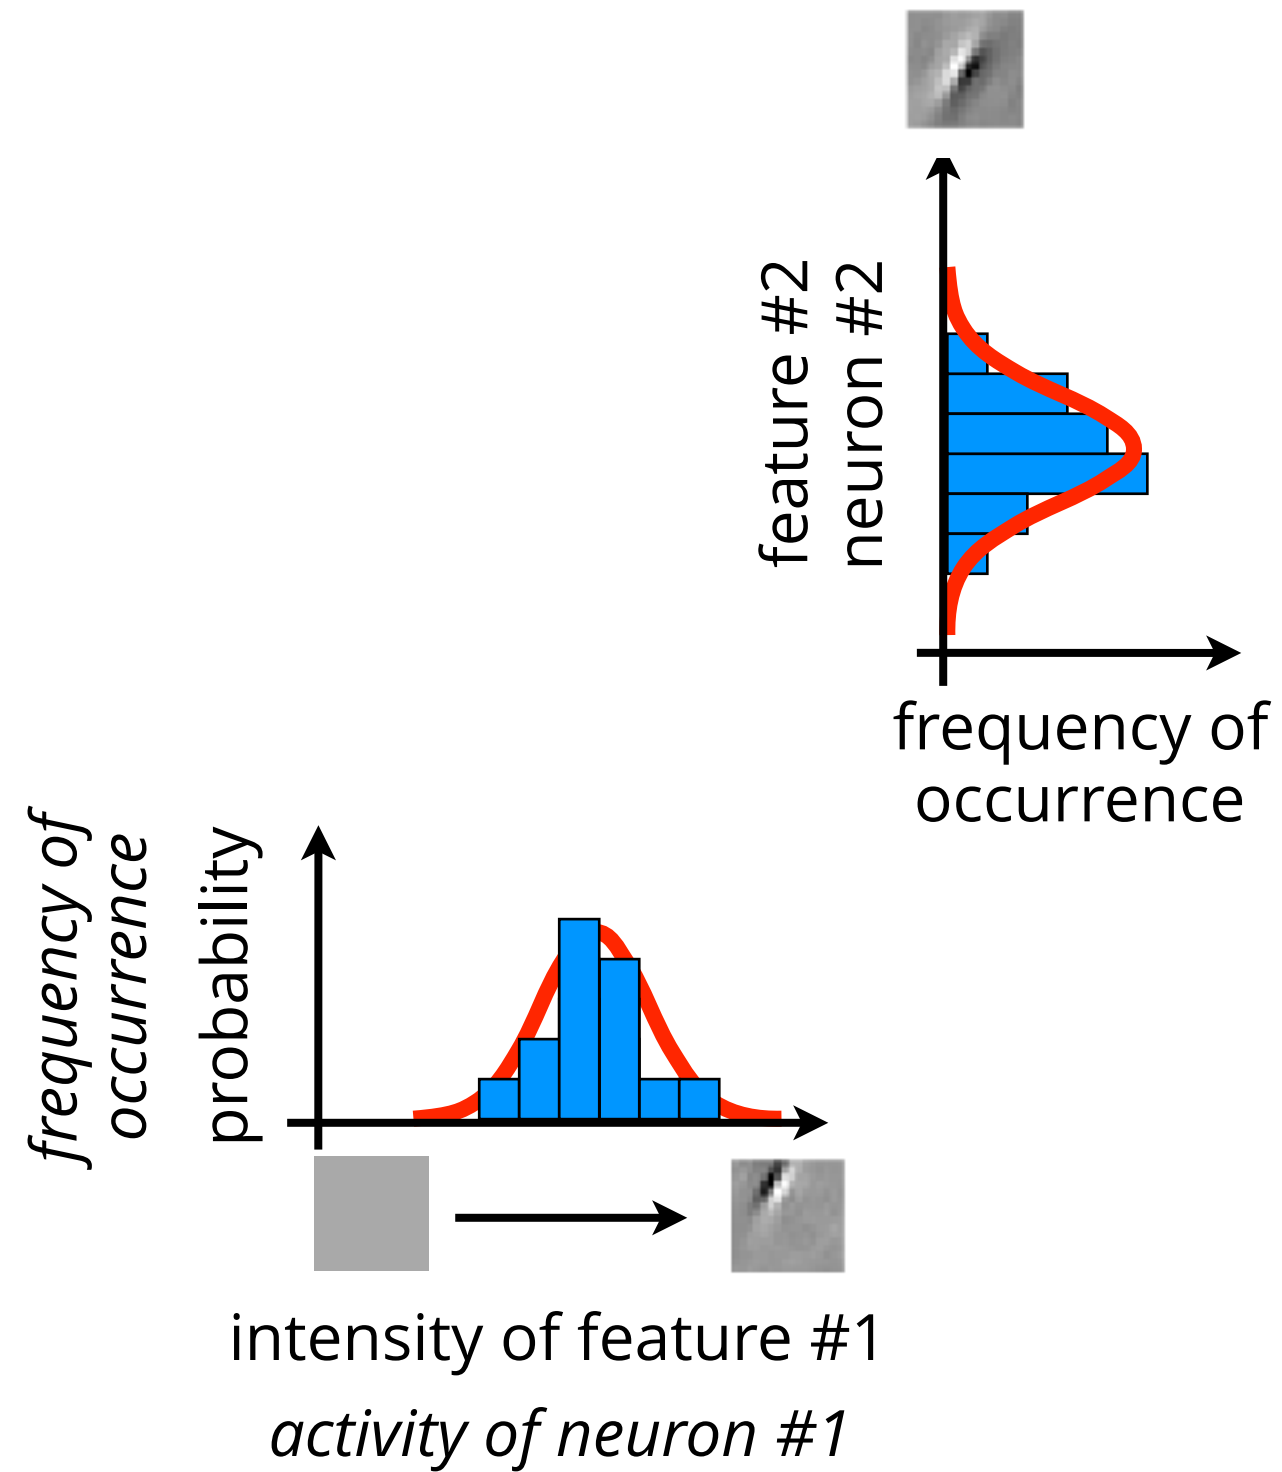 feature #2
neuron #2
frequency of
occurrence
frequency of
occurrence
probability
intensity of feature #1
activity of neuron #1